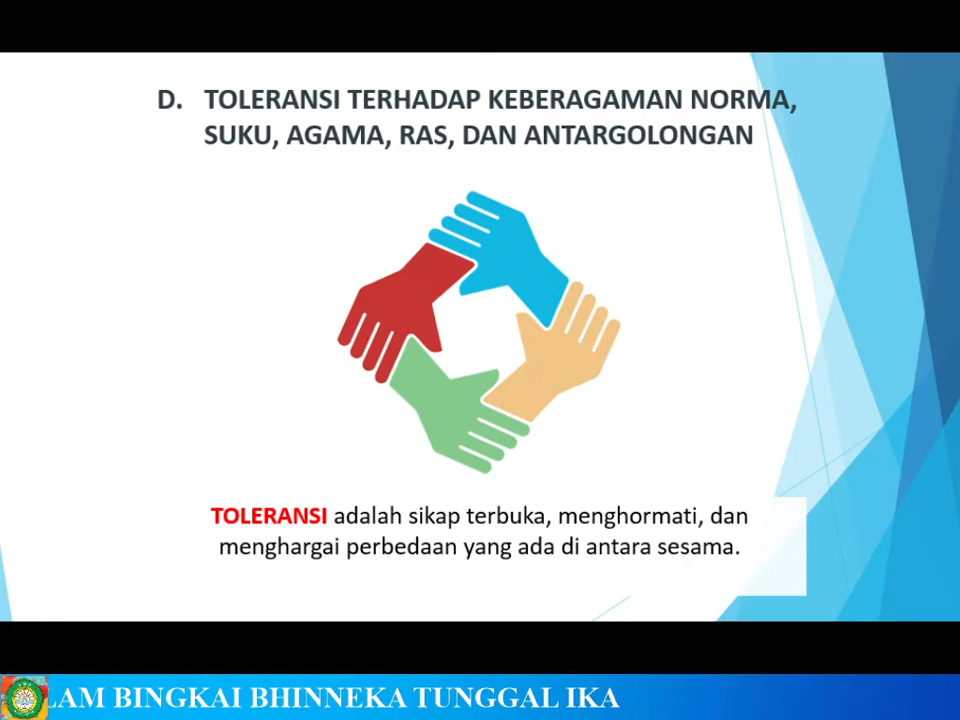 D. TOLERANSI TERHADAP KEBERAGAMAN NORMA,
SUKU, AGAMA, RAS, DAN ANTARGOLONGAN
TOLERANSI adalah sikap terbuka, menghormati, dan
menghargai perbedaan yang ada di antara sesama.
BINGKAI BHINNEKA TUNGGAL IKA